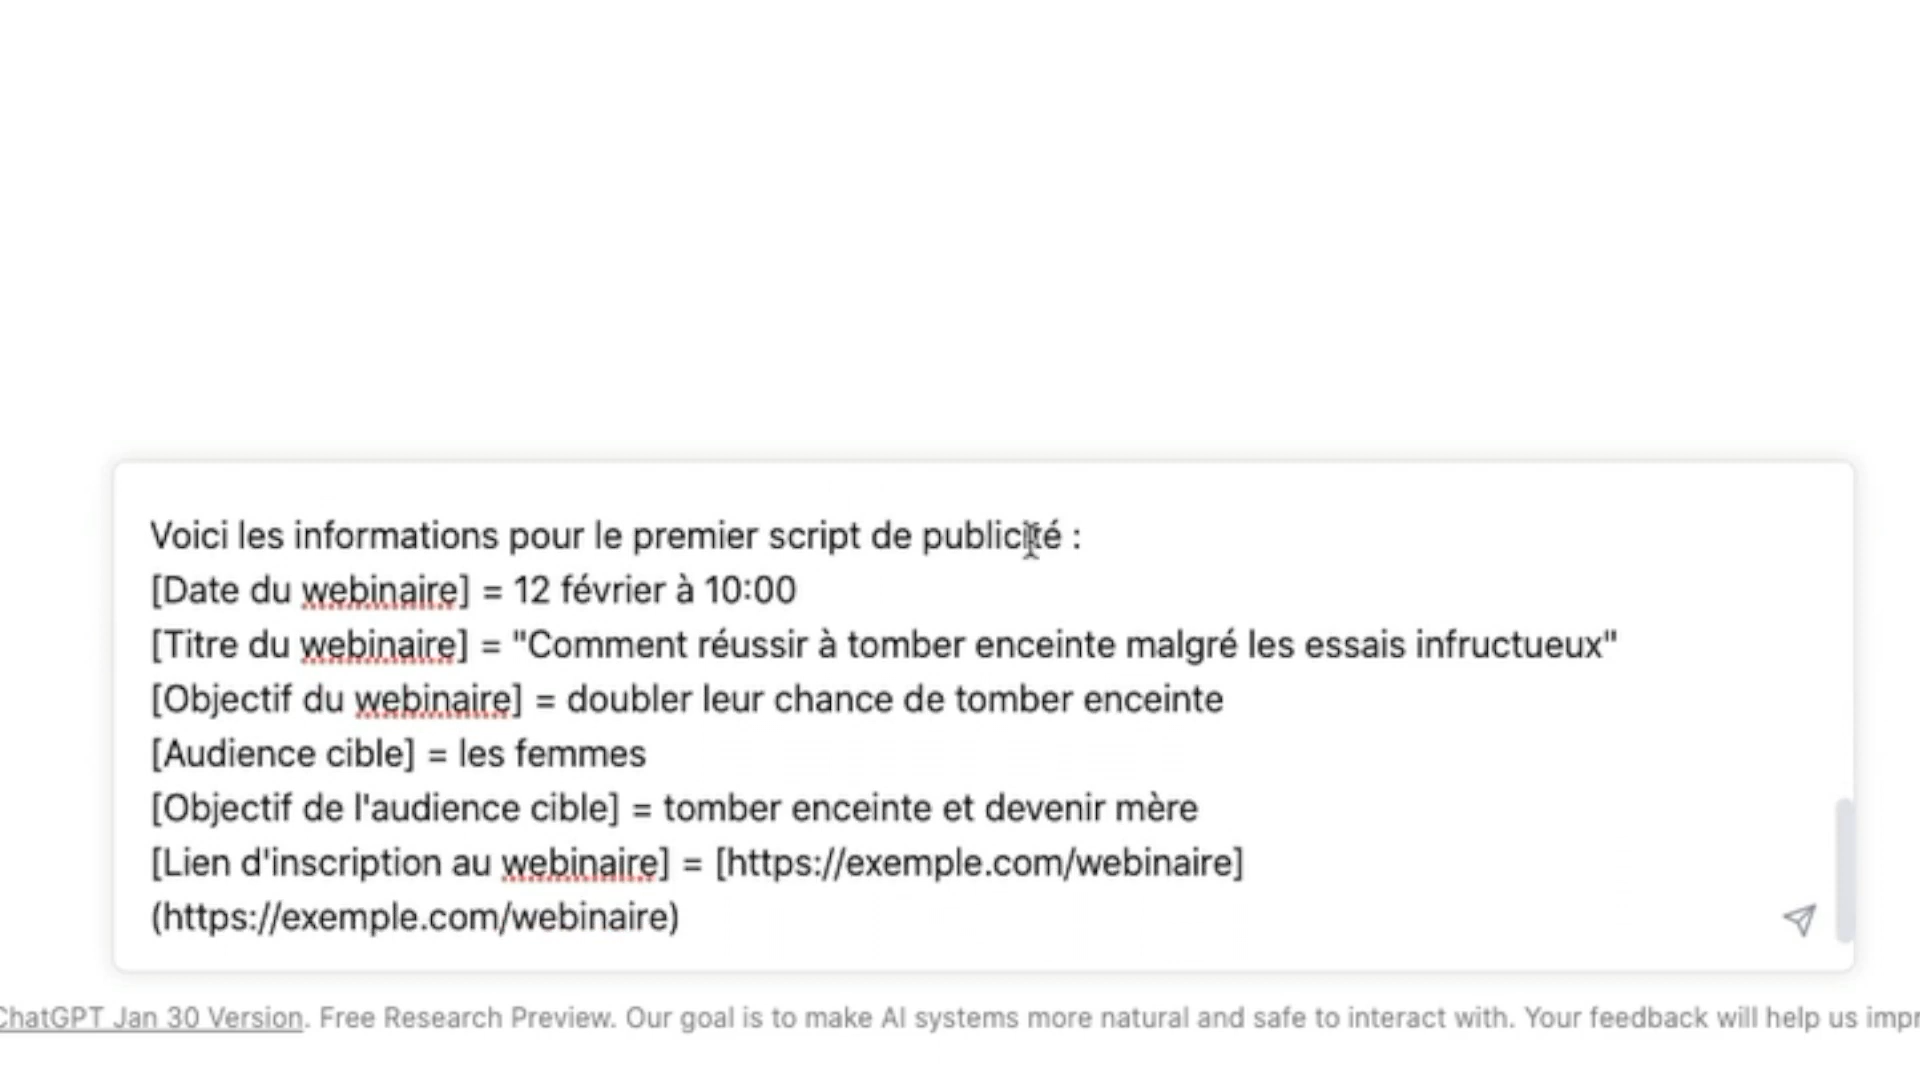 Voici les informations pour le premier script de publicité :
[Date du webinaire] = 12 février à 10:00
[Titre du webinaire] = "Comment réussir à tomber enceinte malgré les essais infructueux"
[Objectif du webinaire] = doubler leur chance de tomber enceinte
[Audience cible] = les femmes
[Objectif de l'audience cible] = tomber enceinte et devenir mère
[Lien d'inscription au webinaire] = [https://exemple.com/webinaire]
(https://exemple.com/webinaire)
ChatGPT Jan 30 Version. Free Research Preview. Our goal is to make AI systems more natural and safe to interact with. Your feedback will help us